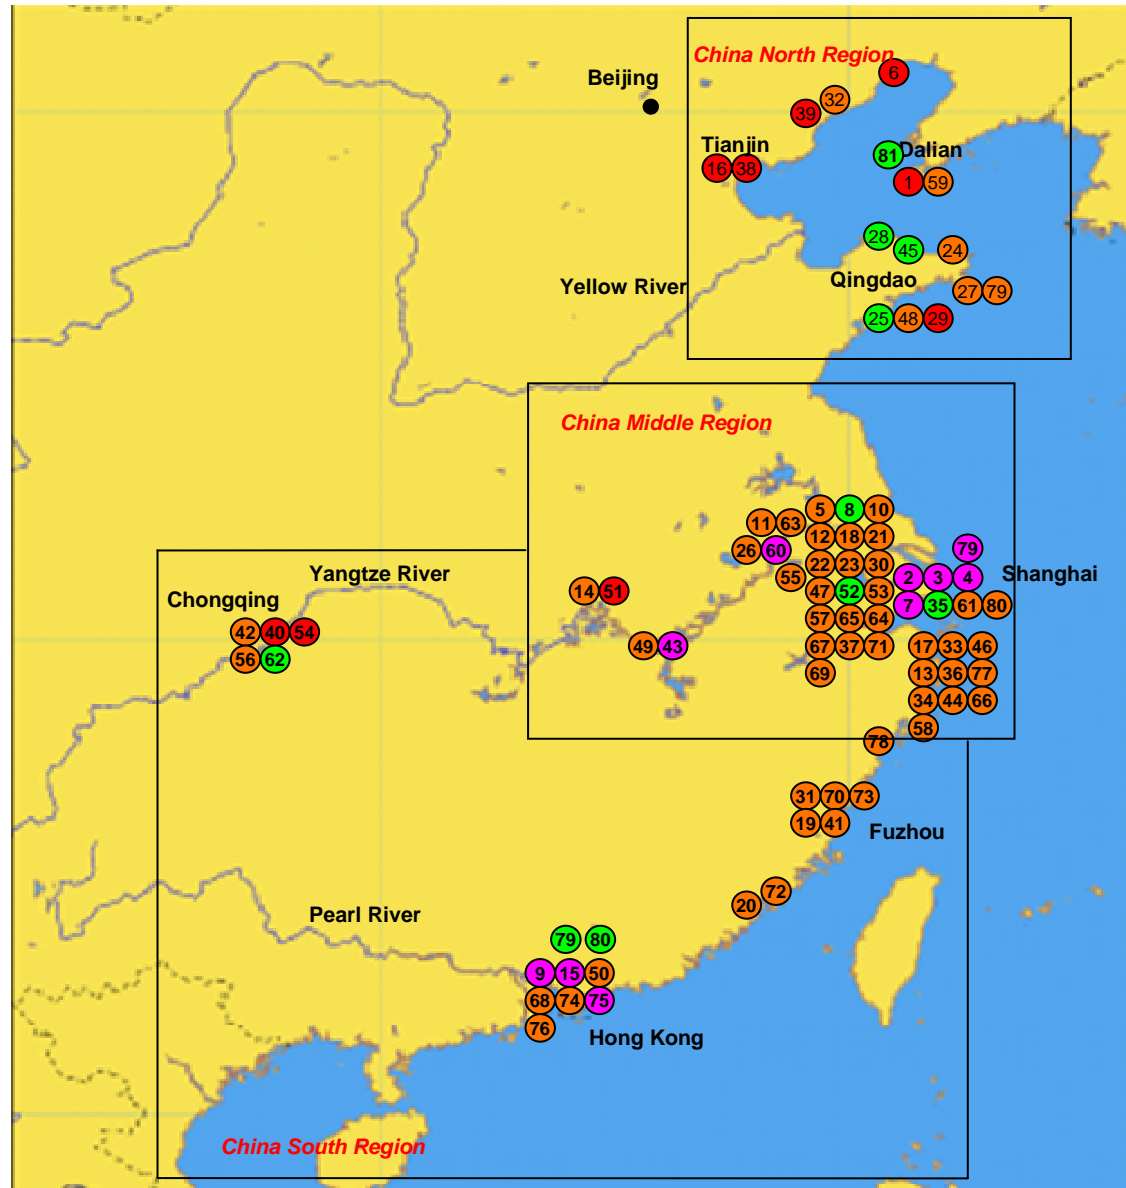 China North Region
6
Beijing
32
39
Tianjin
81 Dalian
16 38
1 59
28
45 24
Qingdao
Yellow River
27 79
25 48 29
China Middle Region
5 8 10
11 63
12 18 21
26 60
79
22 23 30
55
2 3 4
Shanghai
Yangtze River
14 51
47 52 53
Chongqing
7 35 61 80
57 65 64
42 40 54
49 43
67 37 71
17 33 46
56 62
69
13 36 77
34 44 66
58
78
31 70 73
19 41
Fuzhou
72
20
Pearl River
79 80
9 15 50
68 74 75
76
Hong Kong
China South Region